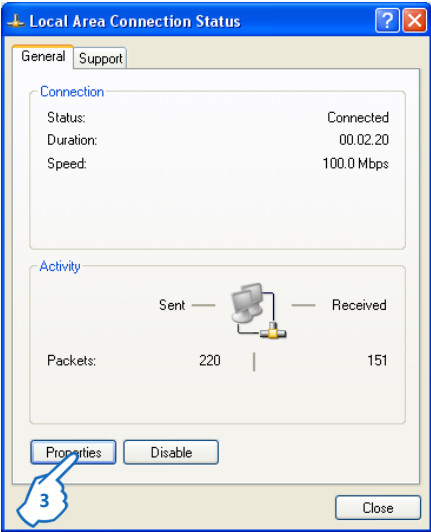 Local Area Connection Status
General Support
Connection
Status: Connected
Duration: 00.02.20
Speed: 100.0 Mbps
Activity
Sent Received
Packets: 220 151
Properties Disable
3
Close